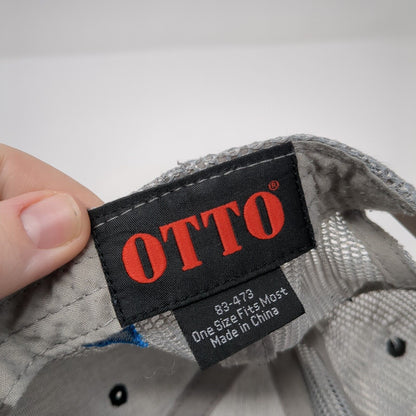 OTTO®
83-473
One Size Fits Most
Made in China